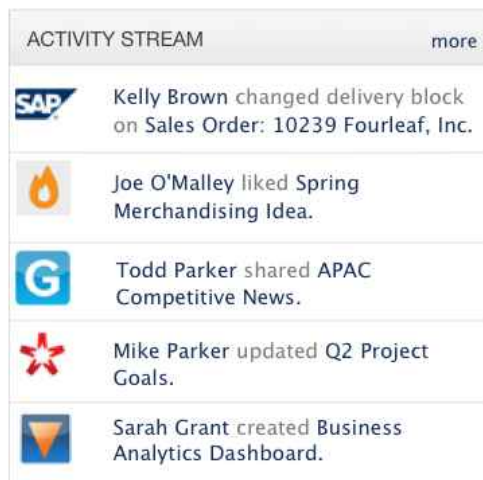 ACTIVITY STREAM more
SAP Kelly Brown changed delivery block
on Sales Order: 10239 Fourleaf, Inc.
Joe O'Malley liked Spring
Merchandising Idea.
G Todd Parker shared APAC
Competitive News.
Mike Parker updated Q2 Project
Goals.
Sarah Grant created Business
Analytics Dashboard.